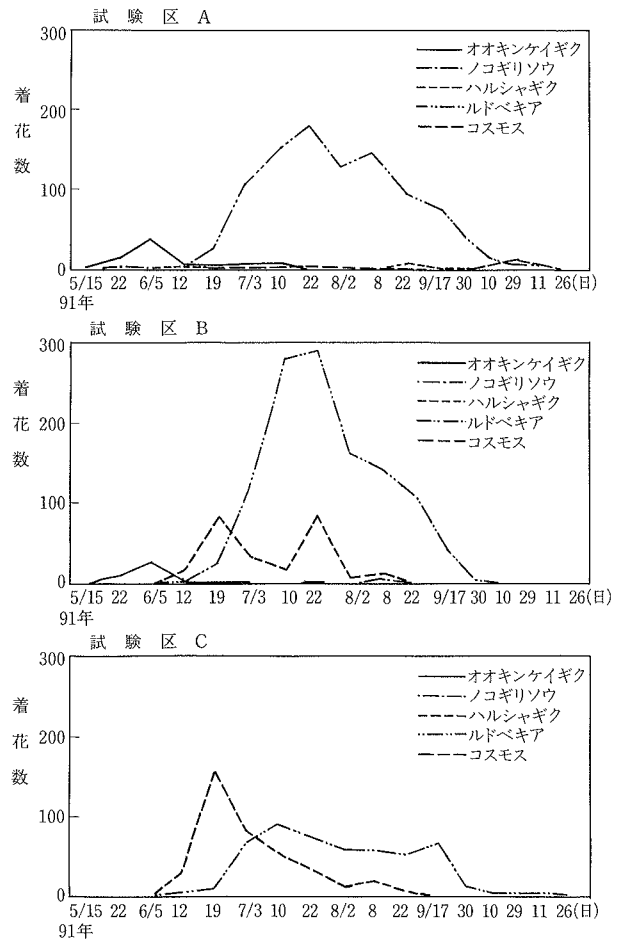 試験区A
300
200
100
0
着花数
オオキンケイギク
ノコギリソウ
ハルシャギク
ルドベキア
コスモス
5/15 22 6/5 12 19 7/3 10 22 8/2 8 22 9/17 30 10 29 11 26(日)
91年
試験区B
300
200
100
0
着花数
オオキンケイギク
ノコギリソウ
ハルシャギク
ルドベキア
コスモス
5/15 22 6/5 12 19 7/3 10 22 8/2 8 22 9/17 30 10 29 11 26(日)
91年
試験区C
300
200
100
0
着花数
オオキンケイギク
ノコギリソウ
ハルシャギク
ルドベキア
コスモス
5/15 22 6/5 12 19 7/3 10 22 8/2 8 22 9/17 30 10 29 11 26(日)
91年